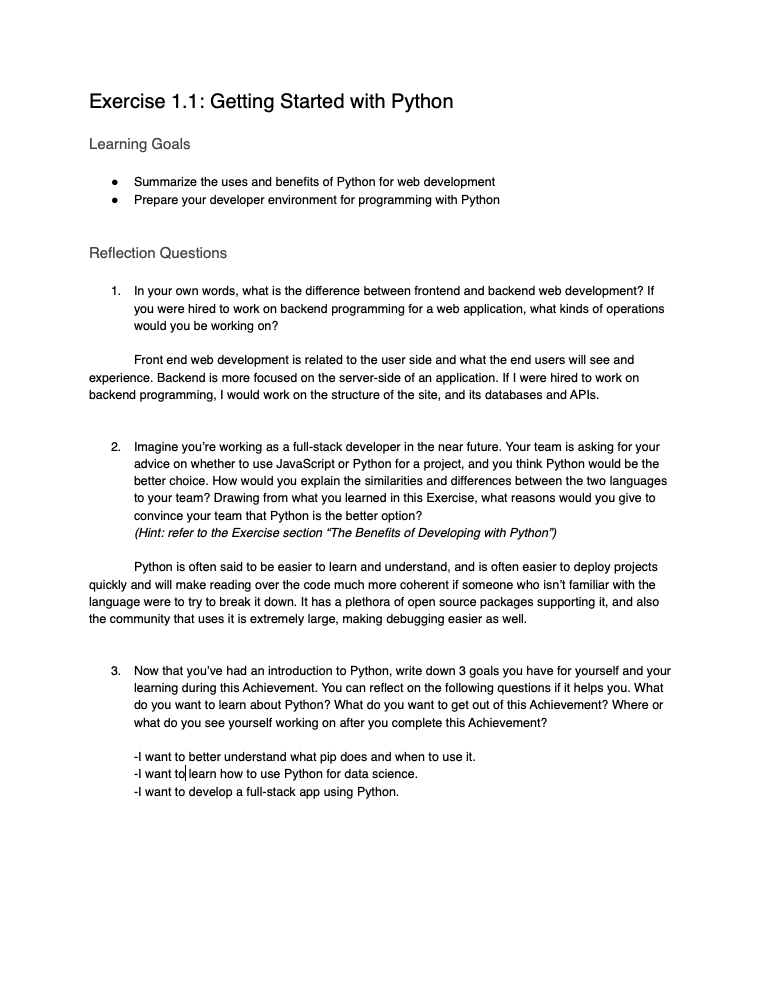 Exercise 1.1: Getting Started with Python
Learning Goals
● Summarize the uses and benefits of Python for web development
● Prepare your developer environment for programming with Python
Reflection Questions
1. In your own words, what is the difference between frontend and backend web development? If
you were hired to work on backend programming for a web application, what kinds of operations
would you be working on?
Front end web development is related to the user side and what the end users will see and
experience. Backend is more focused on the server-side of an application. If I were hired to work on
backend programming, I would work on the structure of the site, and its databases and APIs.
2. Imagine you’re working as a full-stack developer in the near future. Your team is asking for your
advice on whether to use JavaScript or Python for a project, and you think Python would be the
better choice. How would you explain the similarities and differences between the two languages
to your team? Drawing from what you learned in this Exercise, what reasons would you give to
convince your team that Python is the better option?
(Hint: refer to the Exercise section “The Benefits of Developing with Python”)
Python is often said to be easier to learn and understand, and is often easier to deploy projects
quickly and will make reading over the code much more coherent if someone who isn’t familiar with the
language were to try to break it down. It has a plethora of open source packages supporting it, and also
the community that uses it is extremely large, making debugging easier as well.
3. Now that you’ve had an introduction to Python, write down 3 goals you have for yourself and your
learning during this Achievement. You can reflect on the following questions if it helps you. What
do you want to learn about Python? What do you want to get out of this Achievement? Where or
what do you see yourself working on after you complete this Achievement?
-I want to better understand what pip does and when to use it.
-I want to learn how to use Python for data science.
-I want to develop a full-stack app using Python.